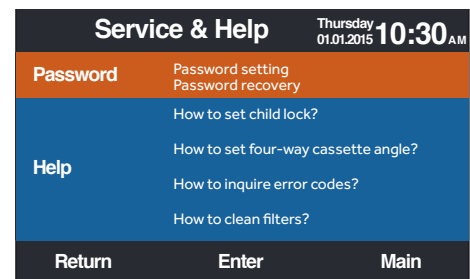 Service & Help
Thursday
01.01.2015 10:30 AM
Password
Password setting
Password recovery
Help
How to set child lock?
How to set four-way cassette angle?
How to inquire error codes?
How to clean filters?
Return Enter Main